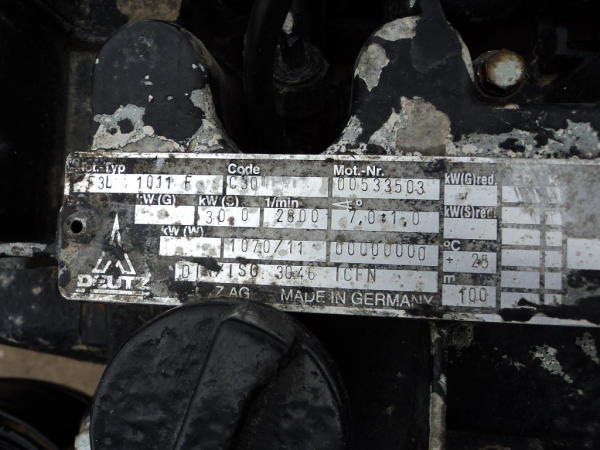 Mot.-Typ Code Mot.-Nr. kW(G)red.
F3L 1011 F C30 00533503
kW (G) kW (S) 1/min kW(S)red.
30.0 2800 7.0:1.0
kW (W) °C
1070/11 00000000 + 25
DIN/ISO 3046 ICFN m
DEUTZ 100
AG MADE IN GERMANY